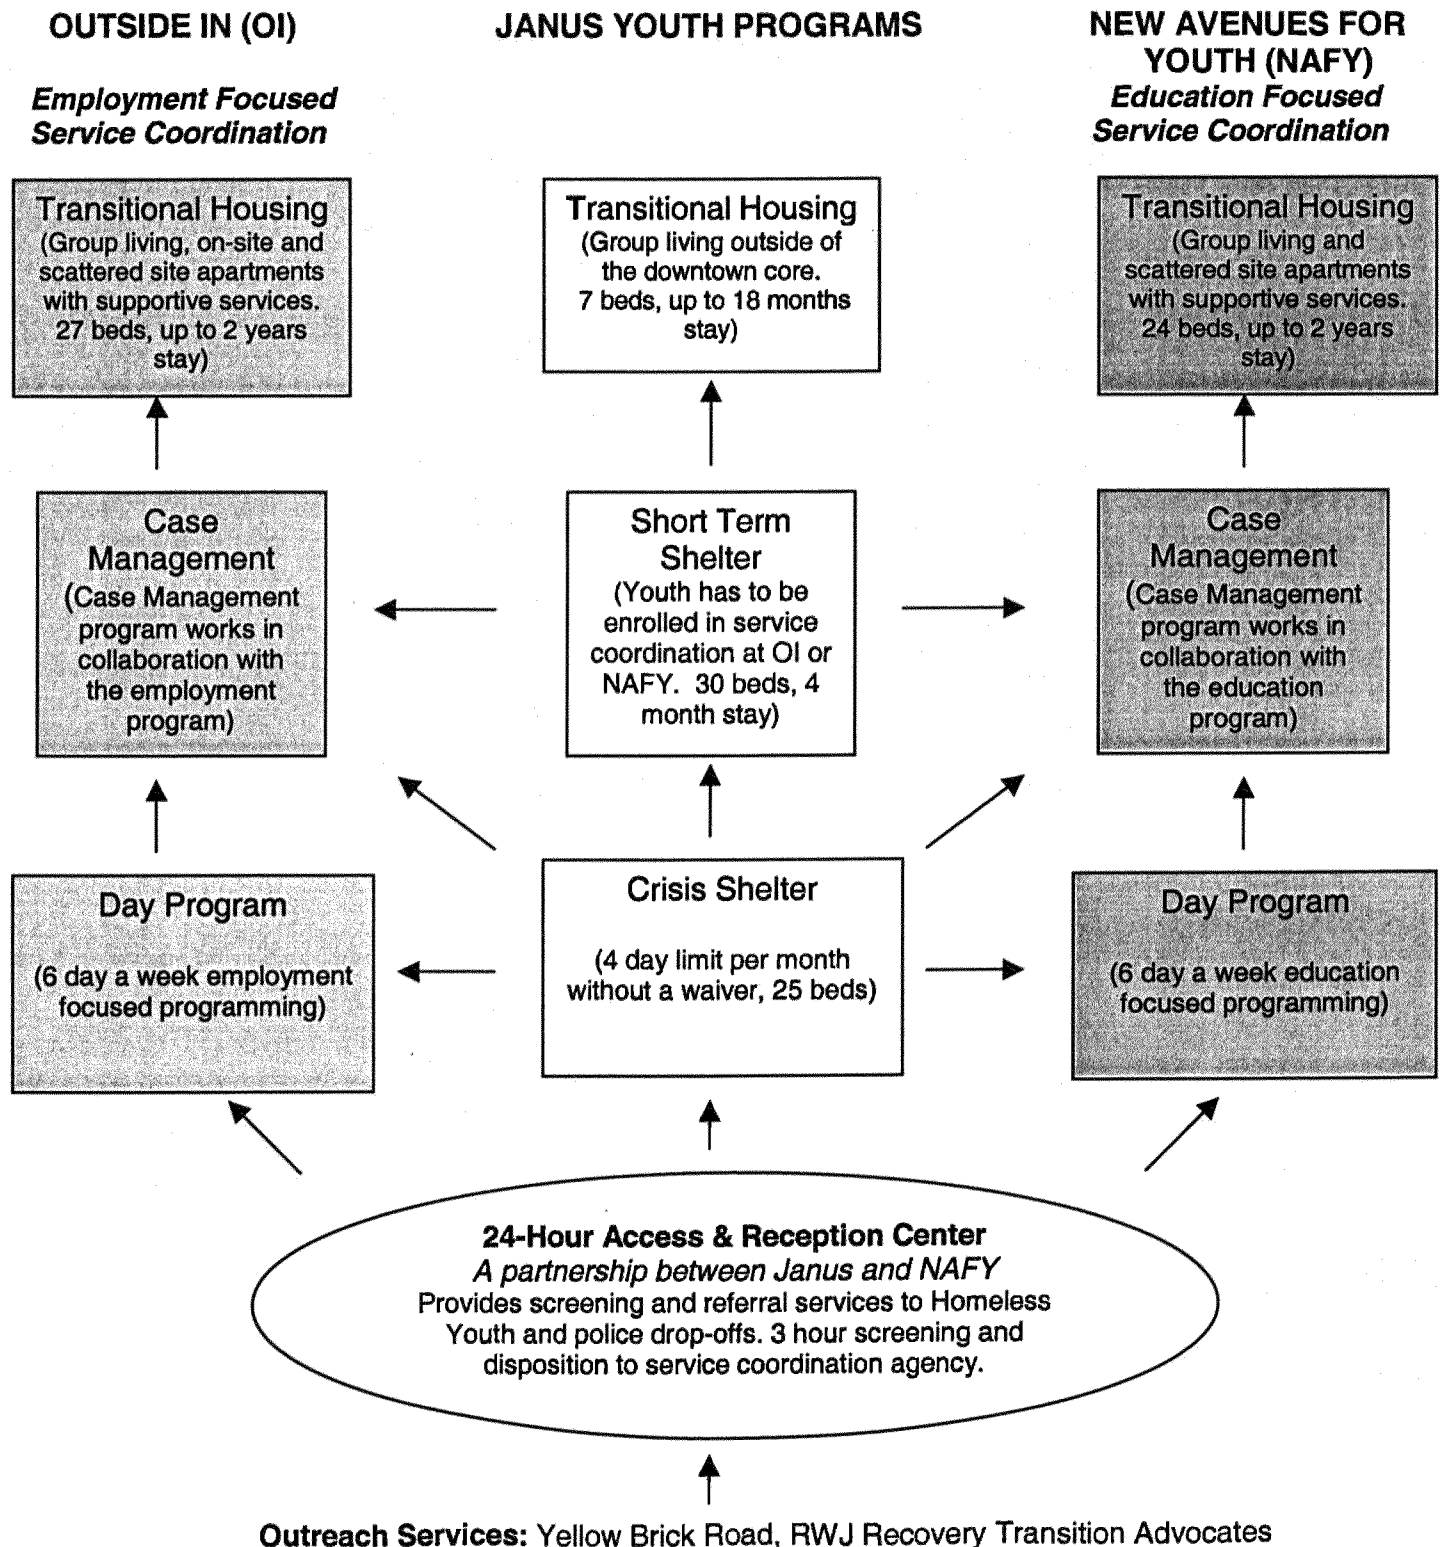 OUTSIDE IN (OI)
Employment Focused
Service Coordination
JANUS YOUTH PROGRAMS
NEW AVENUES FOR
YOUTH (NAFY)
Education Focused
Service Coordination
Transitional Housing
(Group living, on-site and
scattered site apartments
with supportive services.
27 beds, up to 2 years
stay)
Transitional Housing
(Group living outside of
the downtown core.
7 beds, up to 18 months
stay)
Transitional Housing
(Group living and
scattered site apartments
with supportive services.
24 beds, up to 2 years
stay)
Case
Management
(Case Management
program works in
collaboration with
the employment
program)
Short Term
Shelter
(Youth has to be
enrolled in service
coordination at OI or
NAFY. 30 beds, 4
month stay)
Case
Management
(Case Management
program works in
collaboration with
the education
program)
Day Program
(6 day a week employment
focused programming)
Crisis Shelter
(4 day limit per month
without a waiver, 25 beds)
Day Program
(6 day a week education
focused programming)
24-Hour Access & Reception Center
A partnership between Janus and NAFY
Provides screening and referral services to Homeless
Youth and police drop-offs. 3 hour screening and
disposition to service coordination agency.
Outreach Services: Yellow Brick Road, RWJ Recovery Transition Advocates